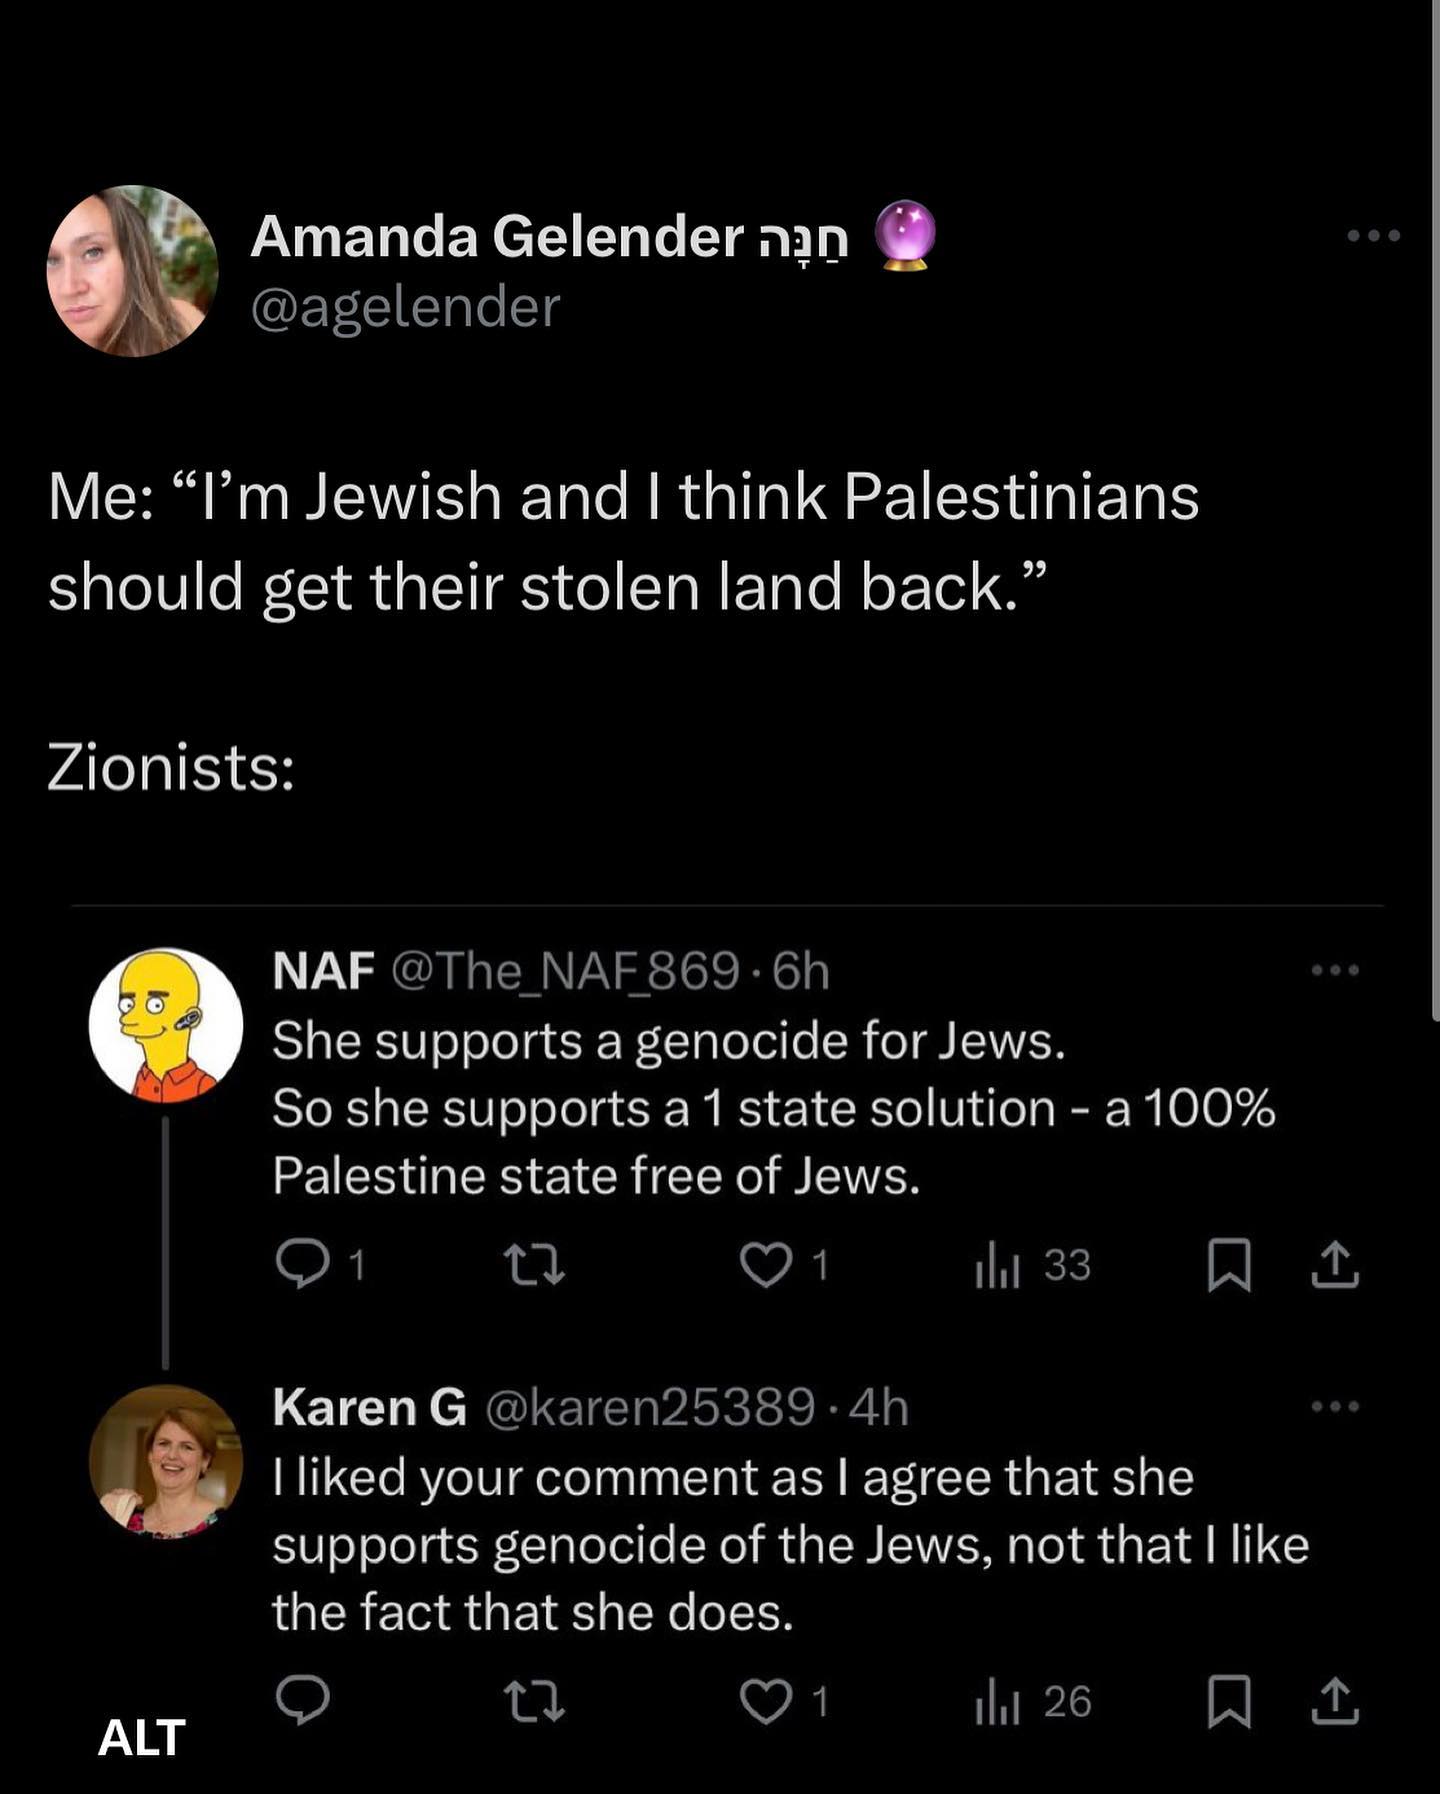 Amanda Gelender חַנָּה
@agelender
Me: “I’m Jewish and I think Palestinians
should get their stolen land back.”
Zionists:
NAF @The_NAF_869 · 6h
She supports a genocide for Jews.
So she supports a 1 state solution - a 100%
Palestine state free of Jews.
1 1 33
Karen G @karen25389 · 4h
I liked your comment as I agree that she
supports genocide of the Jews, not that I like
the fact that she does.
1 26
ALT